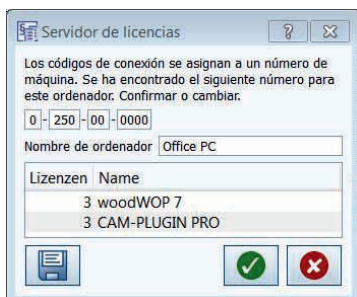 Servidor de licencias
Los códigos de conexión se asignan a un número de
máquina. Se ha encontrado el siguiente número para
este ordenador. Confirmar o cambiar.
0 - 250 - 00 - 0000
Nombre de ordenador Office PC
Lizenzen Name
3 woodWOP 7
3 CAM-PLUGIN PRO